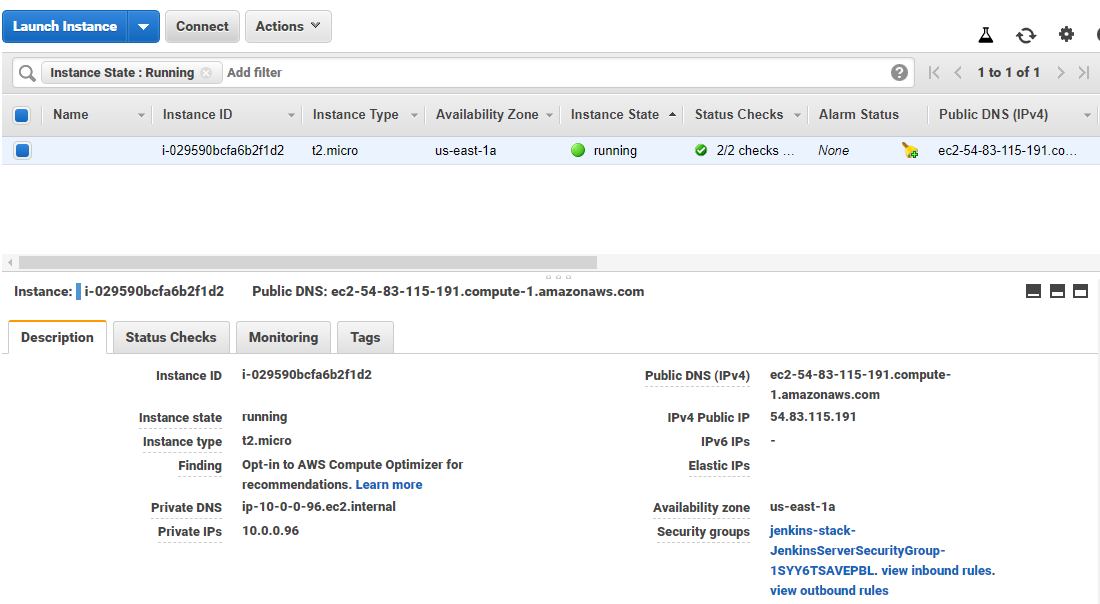 Launch Instance Connect Actions
Instance State : Running Add filter 1 to 1 of 1
Name Instance ID Instance Type Availability Zone Instance State Status Checks Alarm Status Public DNS (IPv4)
i-029590bcfa6b2f1d2 t2.micro us-east-1a running 2/2 checks ... None ec2-54-83-115-191.co...
Instance: i-029590bcfa6b2f1d2 Public DNS: ec2-54-83-115-191.compute-1.amazonaws.com
Description Status Checks Monitoring Tags
Instance ID i-029590bcfa6b2f1d2 Public DNS (IPv4) ec2-54-83-115-191.compute-
1.amazonaws.com
Instance state running IPv4 Public IP 54.83.115.191
Instance type t2.micro IPv6 IPs -
Finding Opt-in to AWS Compute Optimizer for Elastic IPs
recommendations. Learn more
Private DNS ip-10-0-0-96.ec2.internal Availability zone us-east-1a
Private IPs 10.0.0.96 Security groups jenkins-stack-
JenkinsServerSecurityGroup-
1SYY6TSAVEPBL. view inbound rules.
view outbound rules